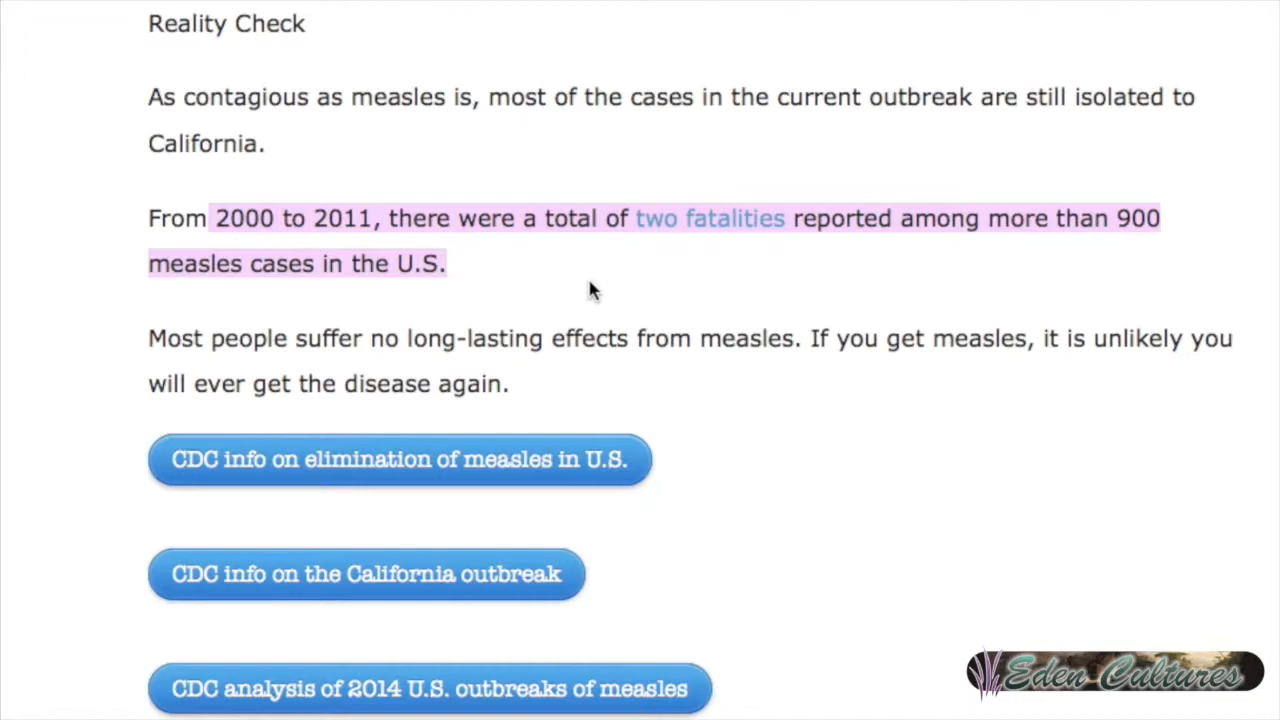 Reality Check
As contagious as measles is, most of the cases in the current outbreak are still isolated to
California.
From 2000 to 2011, there were a total of two fatalities reported among more than 900
measles cases in the U.S.
Most people suffer no long-lasting effects from measles. If you get measles, it is unlikely you
will ever get the disease again.
CDC info on elimination of measles in U.S.
CDC info on the California outbreak
CDC analysis of 2014 U.S. outbreaks of measles
Eden Cultures